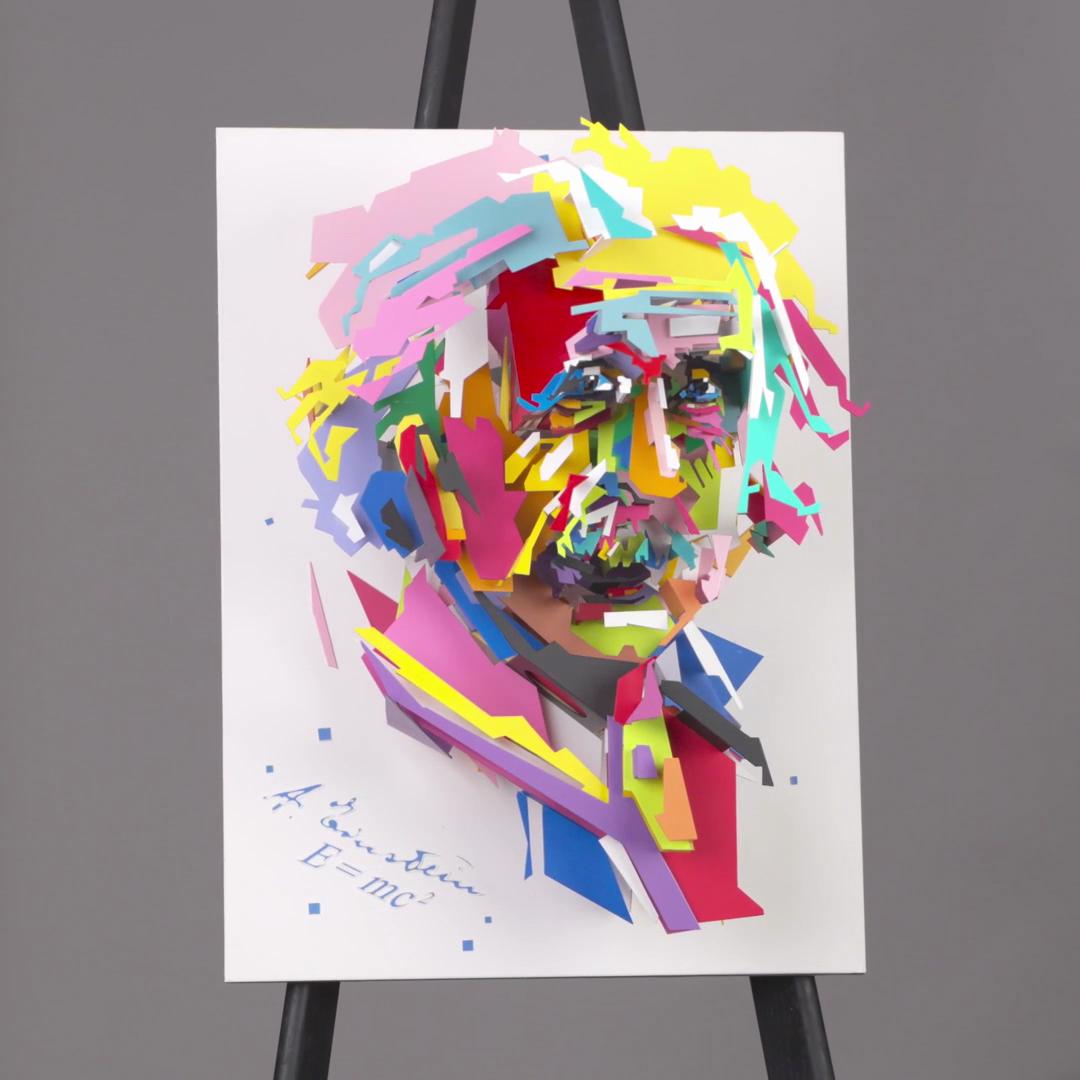 A. Einstein
E = mc²